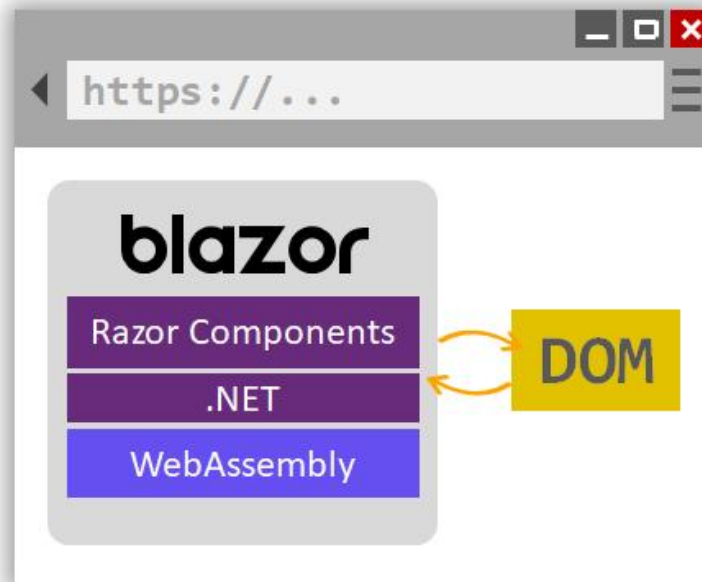 https://...
blazor
Razor Components
.NET
WebAssembly
DOM